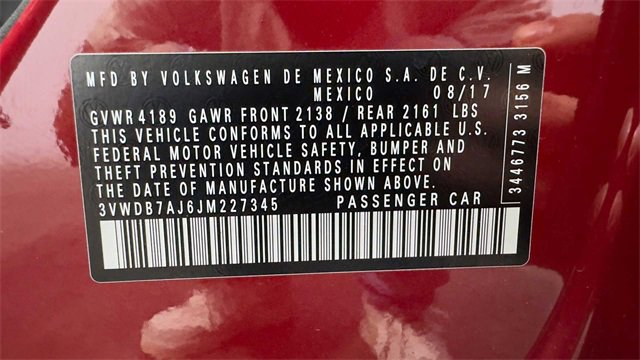 MFD BY VOLKSWAGEN DE MEXICO S.A. DE C.V.
MEXICO 08/17
GVWR 4189 GAWR FRONT 2138 / REAR 2161 LBS
THIS VEHICLE CONFORMS TO ALL APPLICABLE U.S.
FEDERAL MOTOR VEHICLE SAFETY, BUMPER AND
THEFT PREVENTION STANDARDS IN EFFECT ON
THE DATE OF MANUFACTURE SHOWN ABOVE.
3VWDB7AJ6JM227345 PASSENGER CAR
3446773 3156 M